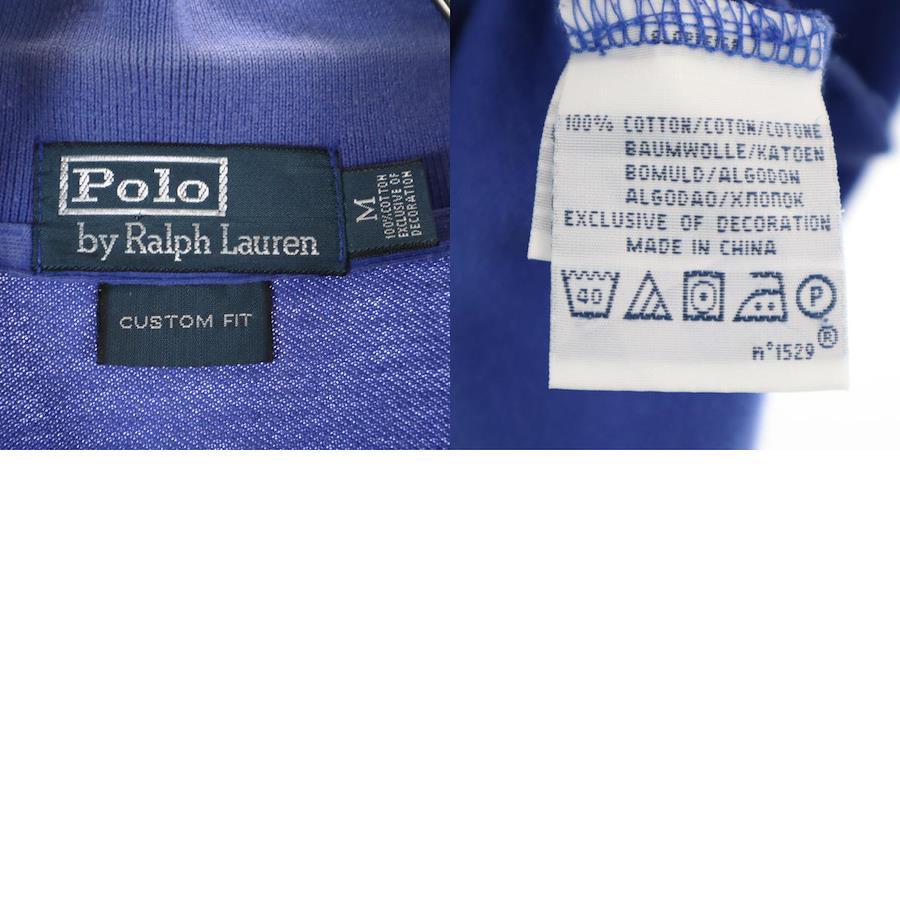 Polo
by Ralph Lauren
M
100% COTTON
EXCLUSIVE OF
DECORATION
CUSTOM FIT
100% COTTON/COTON/COTONE
BAUMWOLLE/KATOEN
BOMULD/ALGODON
ALGODAO/ХЛОПОК
EXCLUSIVE OF DECORATION
MADE IN CHINA
40
P
n°1529 ®